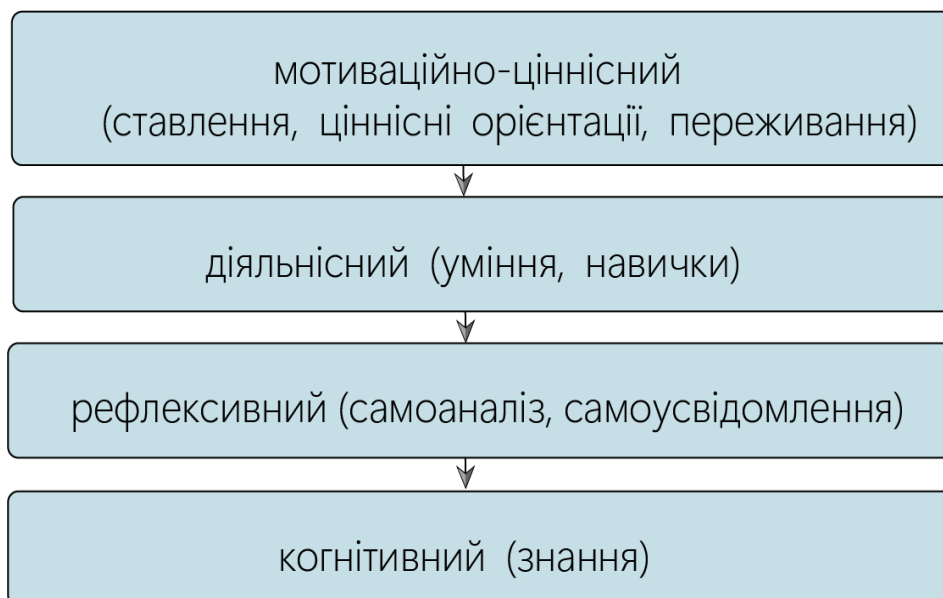 мотиваційно-ціннісний
(ставлення, ціннісні орієнтації, переживання)
діяльнісний (уміння, навички)
рефлексивний (самоаналіз, самоусвідомлення)
когнітивний (знання)